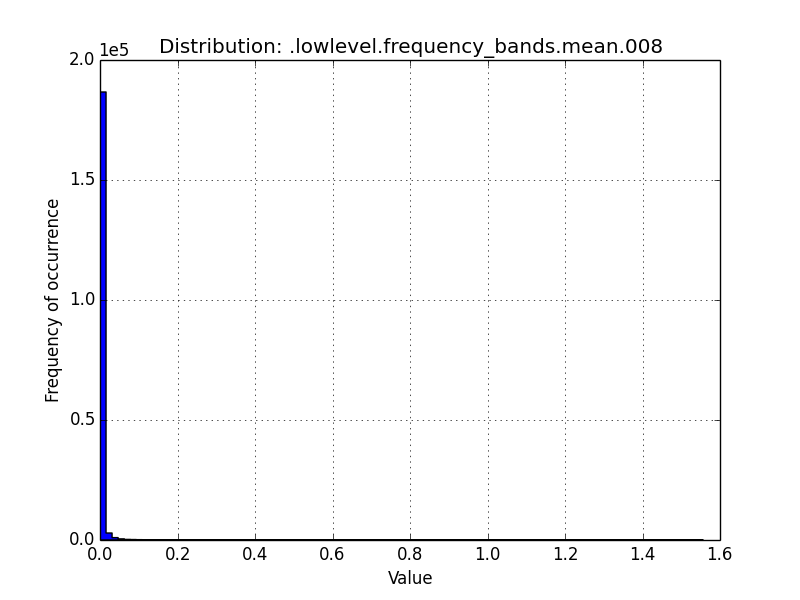 Distribution: .lowlevel.frequency_bands.mean.008
1e5
2.0
1.5
1.0
0.5
0.0
Frequency of occurrence
0.0 0.2 0.4 0.6 0.8 1.0 1.2 1.4 1.6
Value